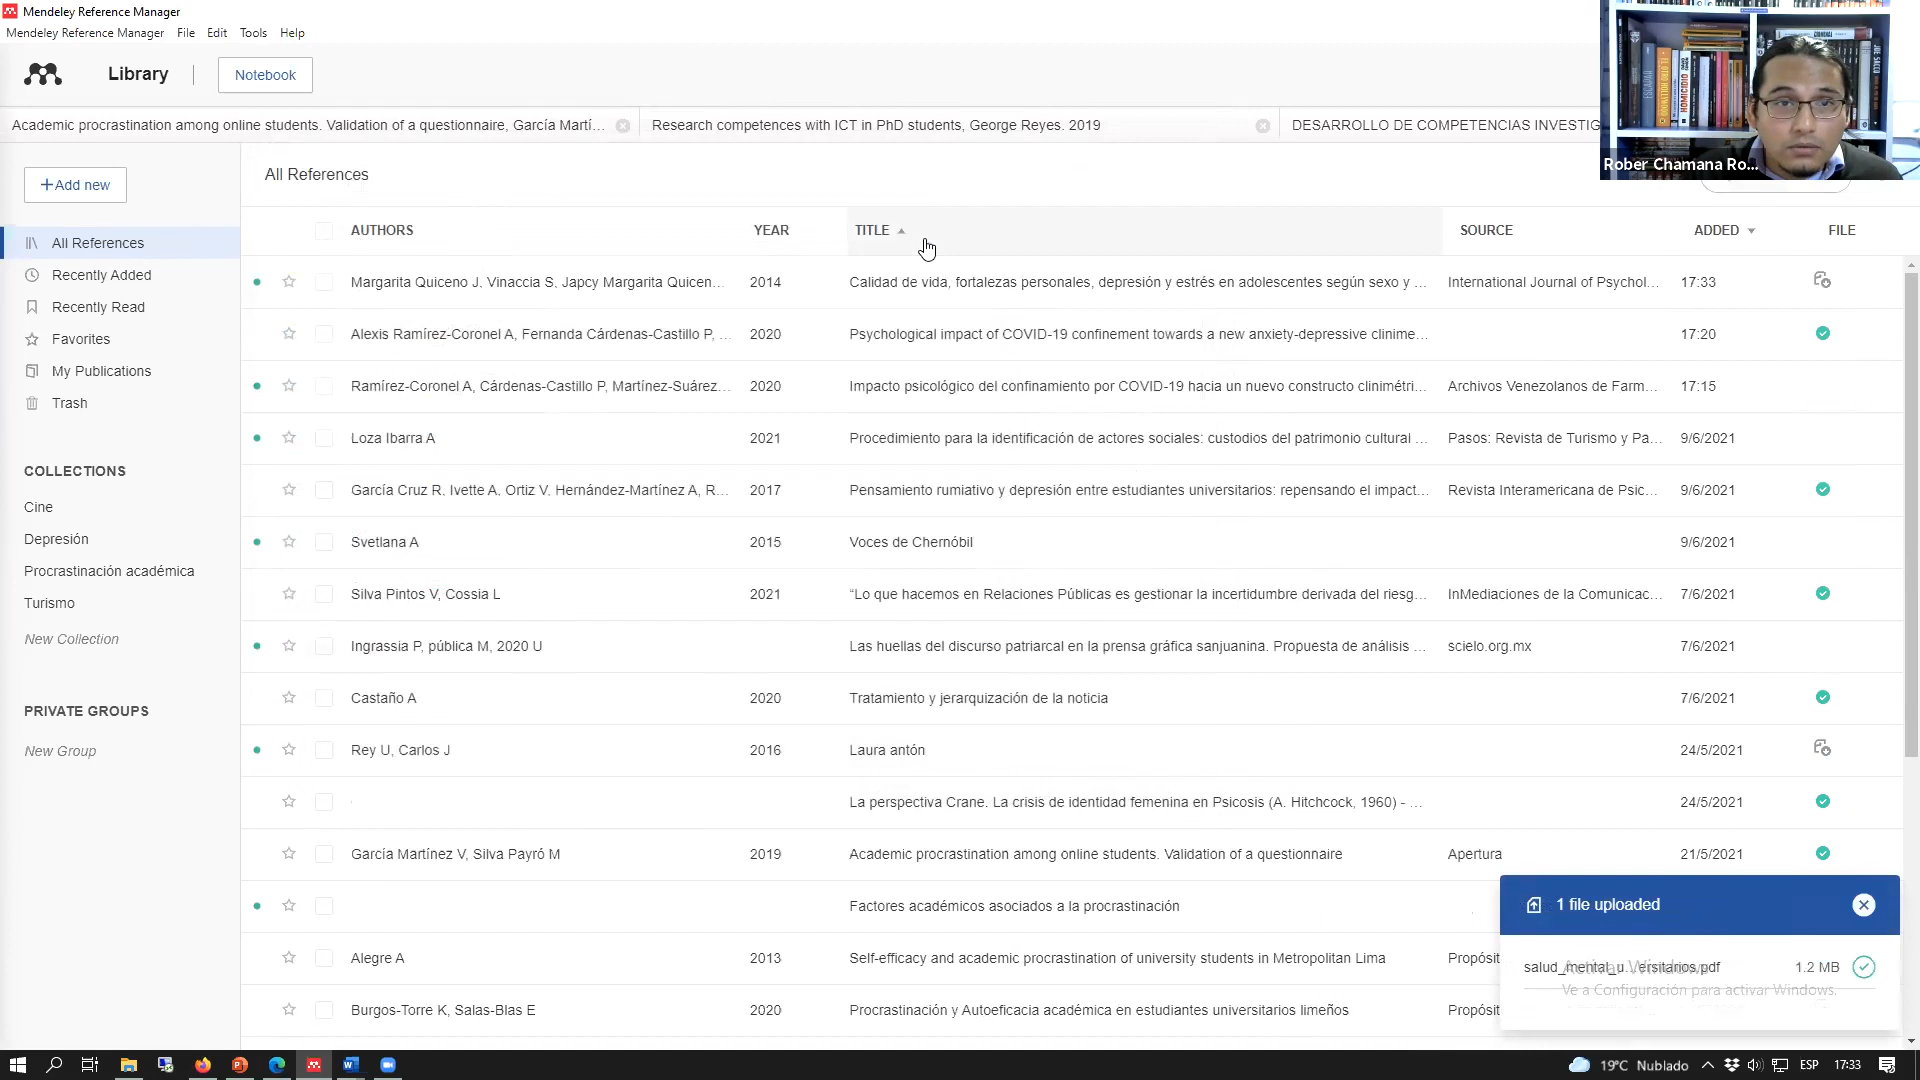 Mendeley Reference Manager
Mendeley Reference Manager File Edit Tools Help
Library Notebook
Academic procrastination among online students. Validation of a questionnaire, García Martí... Research competences with ICT in PhD students, George Reyes. 2019 DESARROLLO DE COMPETENCIAS INVESTIG
Rober Chamana Ro...
+Add new
All References
Recently Added
Recently Read
Favorites
My Publications
Trash
COLLECTIONS
Cine
Depresión
Procrastinación académica
Turismo
New Collection
PRIVATE GROUPS
New Group
All References
AUTHORS YEAR TITLE SOURCE ADDED FILE
Margarita Quiceno J, Vinaccia S, Japcy Margarita Quicen... 2014 Calidad de vida, fortalezas personales, depresión y estrés en adolescentes según sexo y ... International Journal of Psychol... 17:33
Alexis Ramírez-Coronel A, Fernanda Cárdenas-Castillo P, ... 2020 Psychological impact of COVID-19 confinement towards a new anxiety-depressive clinime... 17:20
Ramírez-Coronel A, Cárdenas-Castillo P, Martínez-Suárez... 2020 Impacto psicológico del confinamiento por COVID-19 hacia un nuevo constructo clinimétri... Archivos Venezolanos de Farm... 17:15
Loza Ibarra A 2021 Procedimiento para la identificación de actores sociales: custodios del patrimonio cultural ... Pasos: Revista de Turismo y Pa... 9/6/2021
García Cruz R, Ivette A, Ortiz V, Hernández-Martínez A, R... 2017 Pensamiento rumiativo y depresión entre estudiantes universitarios: repensando el impact... Revista Interamericana de Psic... 9/6/2021
Svetlana A 2015 Voces de Chernóbil 9/6/2021
Silva Pintos V, Cossia L 2021 “Lo que hacemos en Relaciones Públicas es gestionar la incertidumbre derivada del riesg... InMediaciones de la Comunicac... 7/6/2021
Ingrassia P, pública M, 2020 U Las huellas del discurso patriarcal en la prensa gráfica sanjuanina. Propuesta de análisis ... scielo.org.mx 7/6/2021
Castaño A 2020 Tratamiento y jerarquización de la noticia 7/6/2021
Rey U, Carlos J 2016 Laura antón 24/5/2021
La perspectiva Crane. La crisis de identidad femenina en Psicosis (A. Hitchcock, 1960) - ... 24/5/2021
García Martínez V, Silva Payró M 2019 Academic procrastination among online students. Validation of a questionnaire Apertura 21/5/2021
Factores académicos asociados a la procrastinación
Alegre A 2013 Self-efficacy and academic procrastination of university students in Metropolitan Lima Propósit
Burgos-Torre K, Salas-Blas E 2020 Procrastinación y Autoeficacia académica en estudiantes universitarios limeños Propósit
1 file uploaded
salud_mental_u...ersitarios.pdf 1.2 MB
Activar Windows
Ve a Configuración para activar Windows.
19°C Nublado ESP 17:33